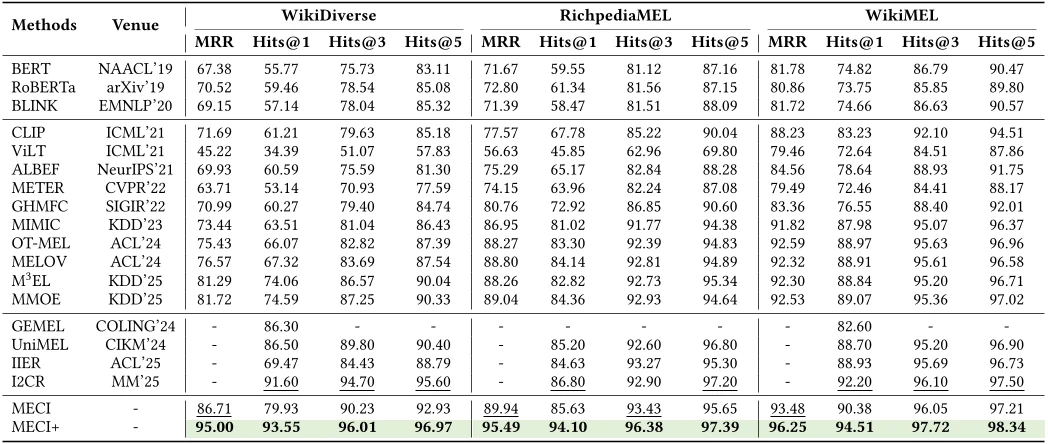 Methods Venue WikiDiverse RichpediaMEL WikiMEL
MRR Hits@1 Hits@3 Hits@5 MRR Hits@1 Hits@3 Hits@5 MRR Hits@1 Hits@3 Hits@5
BERT NAACL'19 67.38 55.77 75.73 83.11 71.67 59.55 81.12 87.16 81.78 74.82 86.79 90.47
RoBERTa arXiv'19 70.52 59.46 78.54 85.08 72.80 61.34 81.56 87.15 80.86 73.75 85.85 89.80
BLINK EMNLP'20 69.15 57.14 78.04 85.32 71.39 58.47 81.51 88.09 81.72 74.66 86.63 90.57
CLIP ICML'21 71.69 61.21 79.63 85.18 77.57 67.78 85.22 90.04 88.23 83.23 92.10 94.51
ViLT ICML'21 45.22 34.39 51.07 57.83 56.63 45.85 62.96 69.80 79.46 72.64 84.51 87.86
ALBEF NeurIPS'21 69.93 60.59 75.59 81.30 75.29 65.17 82.84 88.28 84.56 78.64 88.93 91.75
METER CVPR'22 63.71 53.14 70.93 77.59 74.15 63.96 82.24 87.08 79.49 72.46 84.41 88.17
GHMFC SIGIR'22 70.99 60.27 79.40 84.74 80.76 72.92 86.85 90.60 83.36 76.55 88.40 92.01
MIMIC KDD'23 73.44 63.51 81.04 86.43 86.95 81.02 91.77 94.38 91.82 87.98 95.07 96.37
OT-MEL ACL'24 75.43 66.07 82.82 87.39 88.27 83.30 92.39 94.83 92.59 88.97 95.63 96.96
MELOV ACL'24 76.57 67.32 83.69 87.54 88.80 84.14 92.81 94.89 92.32 88.91 95.61 96.58
M³EL KDD'25 81.29 74.06 86.57 90.04 88.26 82.82 92.73 95.34 92.30 88.84 95.20 96.71
MMOE KDD'25 81.72 74.59 87.25 90.33 89.04 84.36 92.93 94.64 92.53 89.07 95.36 97.02
GEMEL COLING'24 - 86.30 - - - - - - - 82.60 - -
UniMEL CIKM'24 - 86.50 89.80 90.40 - 85.20 92.60 96.80 - 88.70 95.20 96.90
IIER ACL'25 - 69.47 84.43 88.79 - 84.63 93.27 95.30 - 88.93 95.69 96.73
I2CR MM'25 - 91.60 94.70 95.60 - 86.80 92.90 97.20 - 92.20 96.10 97.50
MECI - 86.71 79.93 90.23 92.93 89.94 85.63 93.43 95.65 93.48 90.38 96.05 97.21
MECI+ - 95.00 93.55 96.01 96.97 95.49 94.10 96.38 97.39 96.25 94.51 97.72 98.34